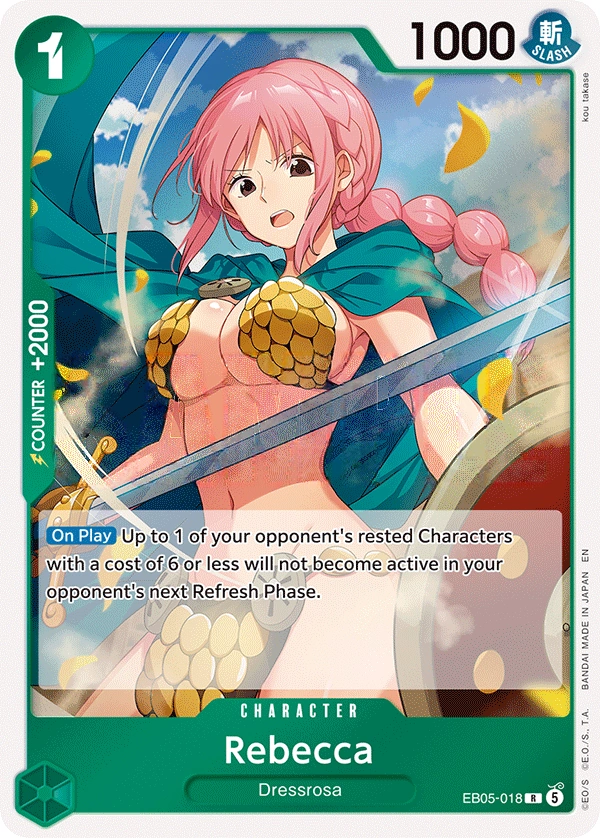 1
1000
斬
SLASH
kou takase
COUNTER +2000
On Play Up to 1 of your opponent's rested Characters
with a cost of 6 or less will not become active in your
opponent's next Refresh Phase.
CHARACTER
Rebecca
Dressrosa
EB05-018 R 5
©E.O/S ©E.O./S., T.A. BANDAI MADE IN JAPAN EN